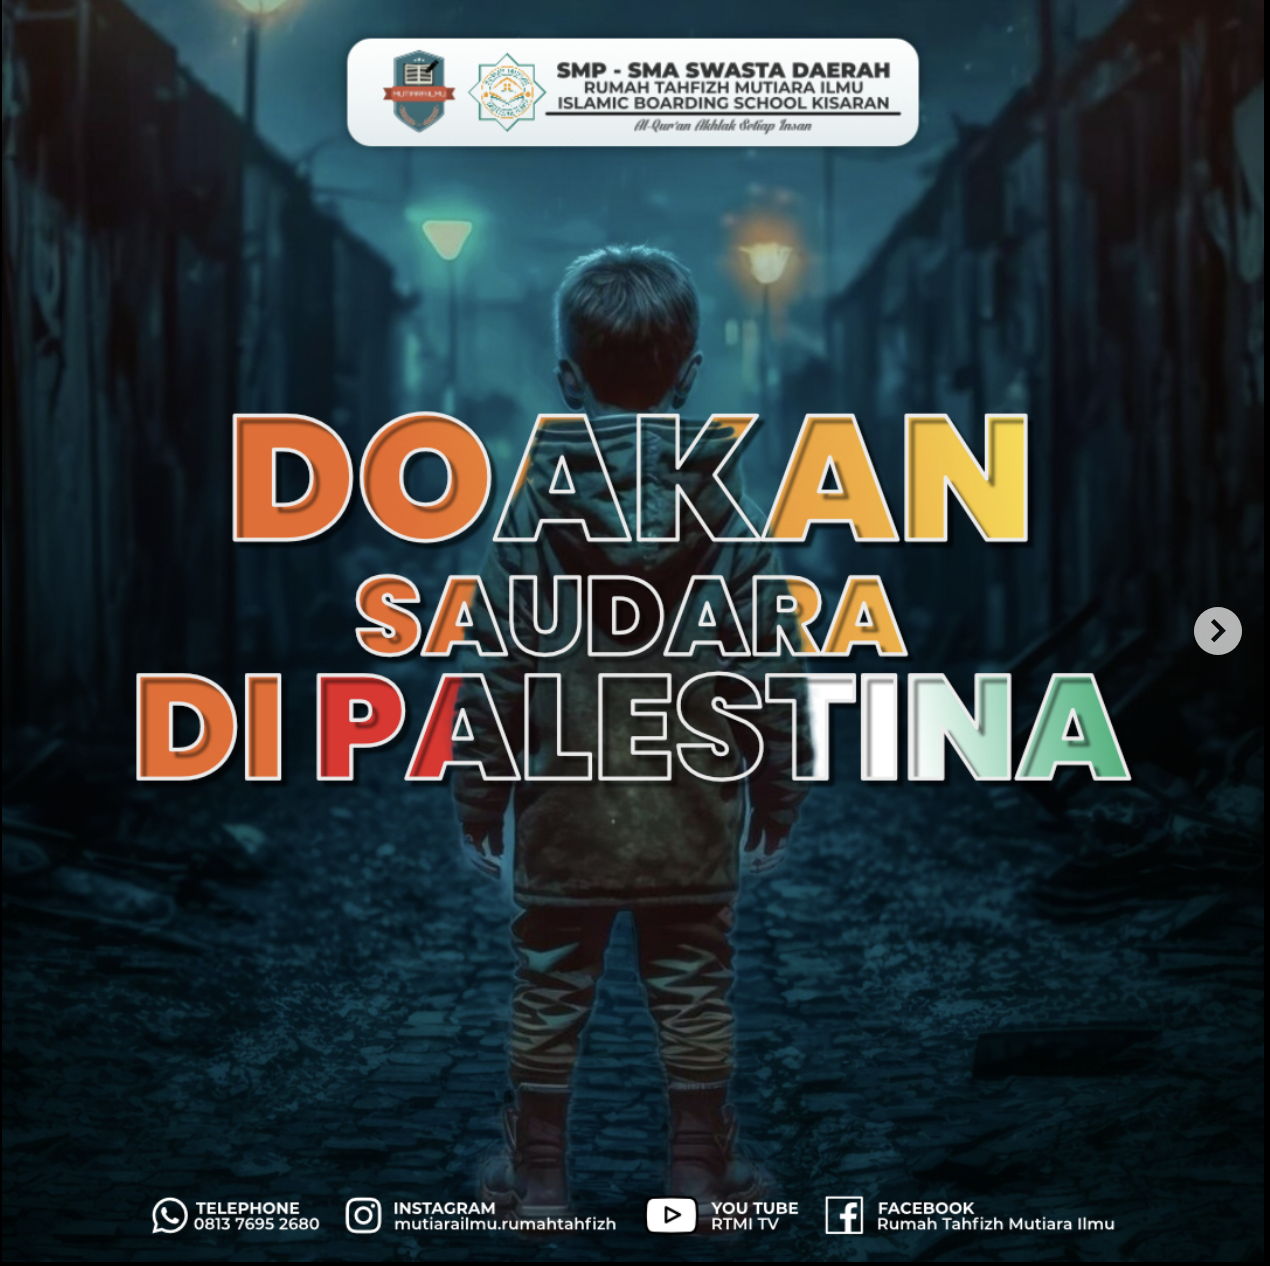 MUTIARA ILMU
SMP - SMA SWASTA DAERAH
RUMAH TAHFIZH MUTIARA ILMU
ISLAMIC BOARDING SCHOOL KISARAN
Al-Qur'an Akhlak Setiap Insan
DOAKAN
SAUDARA
DI PALESTINA
TELEPHONE
0813 7695 2680
INSTAGRAM
mutiarailmu.rumahtahfizh
YOU TUBE
RTMI TV
FACEBOOK
Rumah Tahfizh Mutiara Ilmu